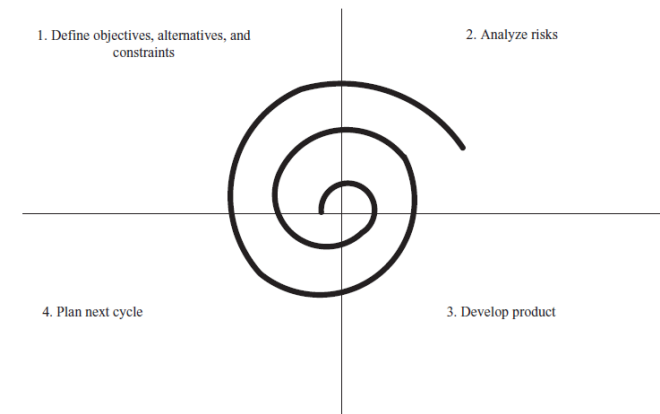 1. Define objectives, alternatives, and
constraints
2. Analyze risks
4. Plan next cycle
3. Develop product